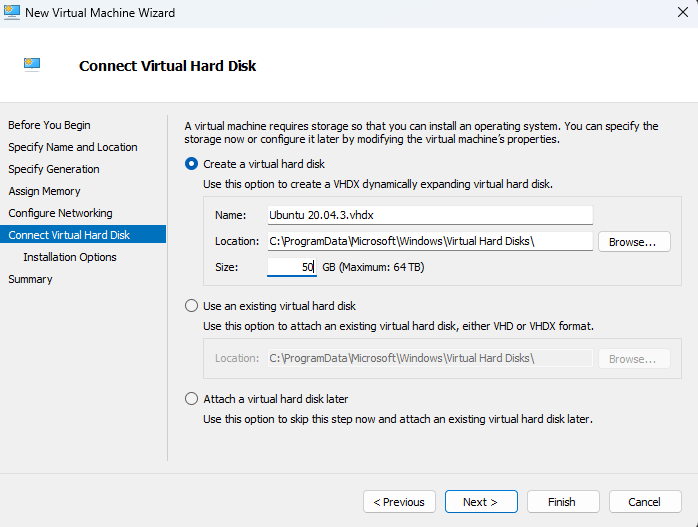 New Virtual Machine Wizard
Connect Virtual Hard Disk
Before You Begin
Specify Name and Location
Specify Generation
Assign Memory
Configure Networking
Connect Virtual Hard Disk
Installation Options
Summary
A virtual machine requires storage so that you can install an operating system. You can specify the
storage now or configure it later by modifying the virtual machine's properties.
Create a virtual hard disk
Use this option to create a VHDX dynamically expanding virtual hard disk.
Name: Ubuntu 20.04.3.vhdx
Location: C:\ProgramData\Microsoft\Windows\Virtual Hard Disks\ Browse...
Size: 50 GB (Maximum: 64 TB)
Use an existing virtual hard disk
Use this option to attach an existing virtual hard disk, either VHD or VHDX format.
Location: C:\ProgramData\Microsoft\Windows\Virtual Hard Disks\ Browse...
Attach a virtual hard disk later
Use this option to skip this step now and attach an existing virtual hard disk later.
< Previous Next > Finish Cancel